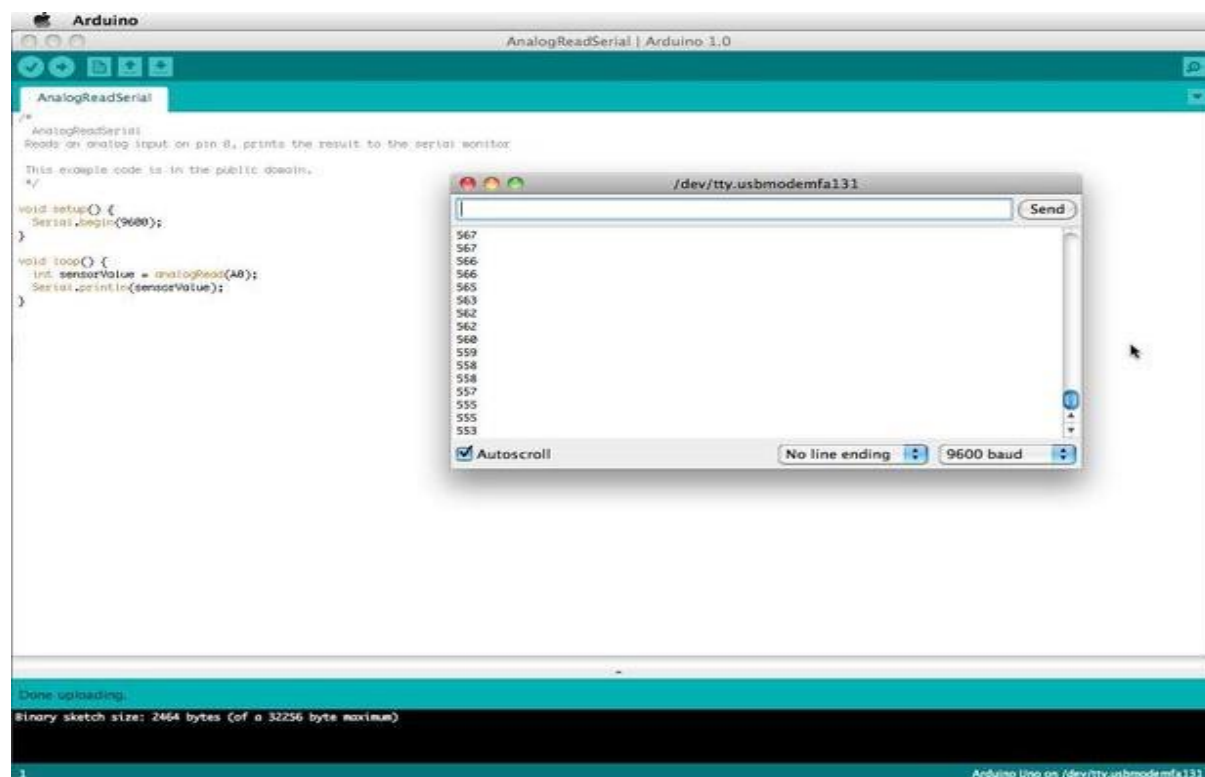 Arduino
AnalogReadSerial | Arduino 1.0
AnalogReadSerial
/*
AnalogReadSerial
Reads an analog input on pin 0, prints the result to the serial monitor
This example code is in the public domain.
*/
void setup() {
Serial.begin(9600);
}
void loop() {
int sensorValue = analogRead(A0);
Serial.println(sensorValue);
}
/dev/tty.usbmodemfa131
Send
567
567
566
566
565
563
562
562
560
559
558
558
557
555
555
553
Autoscroll
No line ending
9600 baud
Done uploading.
Binary sketch size: 2464 bytes (of a 32256 byte maximum)
1
Arduino Uno on /dev/tty.usbmodemfa131